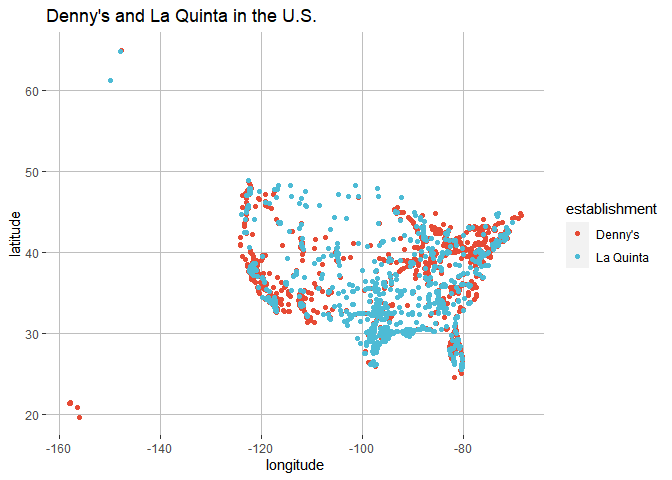 Denny's and La Quinta in the U.S.
60
50
40
30
20
latitude
-160
-140
-120
-100
-80
longitude
establishment
Denny's
La Quinta